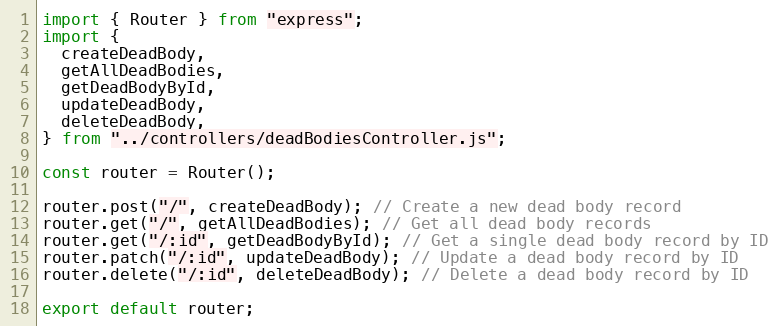 1 import { Router } from "express";
2 import {
3   createDeadBody,
4   getAllDeadBodies,
5   getDeadBodyById,
6   updateDeadBody,
7   deleteDeadBody,
8 } from "../controllers/deadBodiesController.js";
9
10 const router = Router();
11
12 router.post("/", createDeadBody); // Create a new dead body record
13 router.get("/", getAllDeadBodies); // Get all dead body records
14 router.get("/:id", getDeadBodyById); // Get a single dead body record by ID
15 router.patch("/:id", updateDeadBody); // Update a dead body record by ID
16 router.delete("/:id", deleteDeadBody); // Delete a dead body record by ID
17
18 export default router;